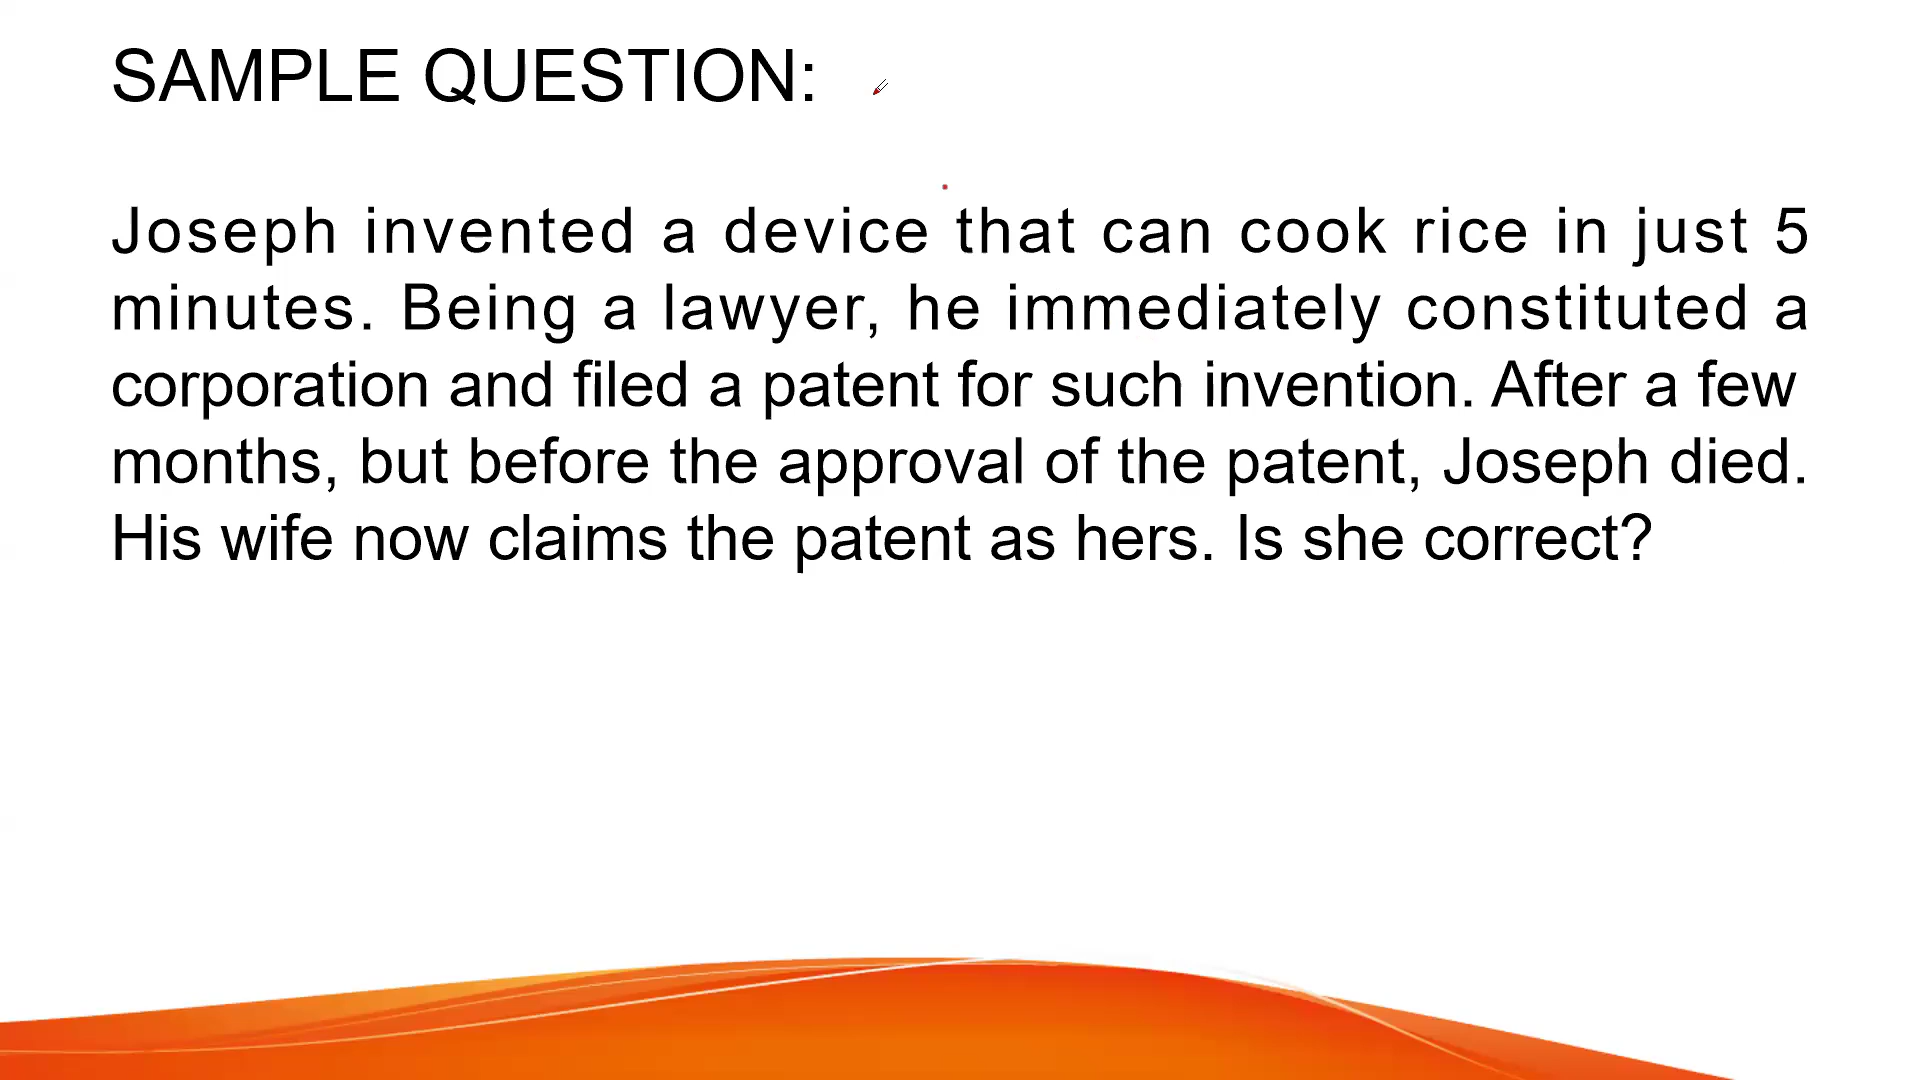 SAMPLE QUESTION:
Joseph invented a device that can cook rice in just 5
minutes. Being a lawyer, he immediately constituted a
corporation and filed a patent for such invention. After a few
months, but before the approval of the patent, Joseph died.
His wife now claims the patent as hers. Is she correct?